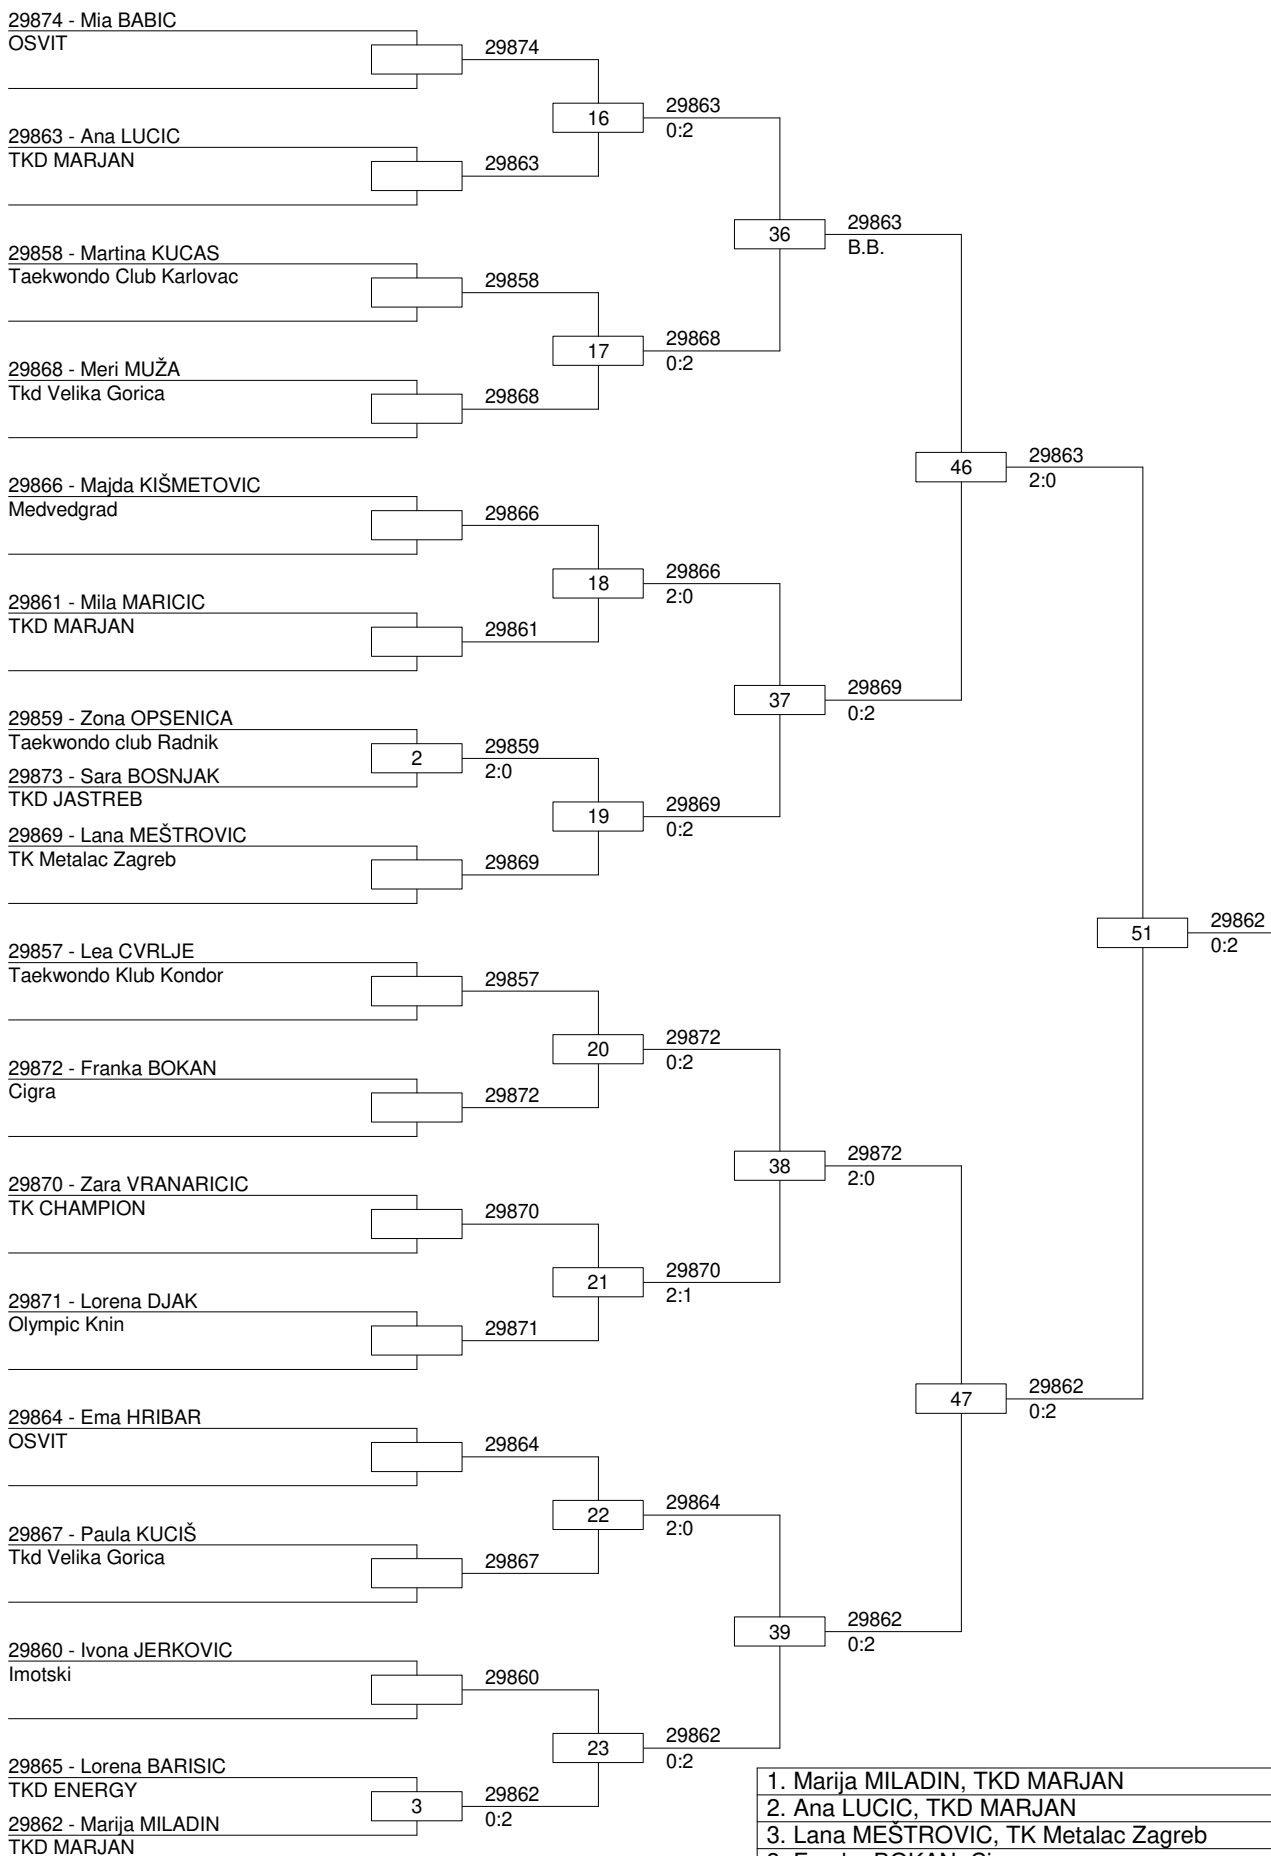 29874 - Mia BABIC
OSVIT
29874
16
29863
0:2
29863 - Ana LUCIC
TKD MARJAN
29863
36
29863
B.B.
29858 - Martina KUCAS
Taekwondo Club Karlovac
29858
17
29868
0:2
29868 - Meri MUŽA
Tkd Velika Gorica
29868
46
29863
2:0
29866 - Majda KIŠMETOVIC
Medvedgrad
29866
18
29866
2:0
29861 - Mila MARICIC
TKD MARJAN
29861
37
29869
0:2
29859 - Zona OPSENICA
Taekwondo club Radnik
2
29859
2:0
29873 - Sara BOSNJAK
TKD JASTREB
19
29869
0:2
29869 - Lana MEŠTROVIC
TK Metalac Zagreb
29869
51
29862
0:2
29857 - Lea CVRLJE
Taekwondo Klub Kondor
29857
20
29872
0:2
29872 - Franka BOKAN
Cigra
29872
38
29872
2:0
29870 - Zara VRANARICIC
TK CHAMPION
29870
21
29870
2:1
29871 - Lorena DJAK
Olympic Knin
29871
47
29862
0:2
29864 - Ema HRIBAR
OSVIT
29864
22
29864
2:0
29867 - Paula KUCIŠ
Tkd Velika Gorica
29867
39
29862
0:2
29860 - Ivona JERKOVIC
Imotski
29860
23
29862
0:2
29865 - Lorena BARISIC
TKD ENERGY
3
29862
0:2
29862 - Marija MILADIN
TKD MARJAN
1. Marija MILADIN, TKD MARJAN
2. Ana LUCIC, TKD MARJAN
3. Lana MEŠTROVIC, TK Metalac Zagreb